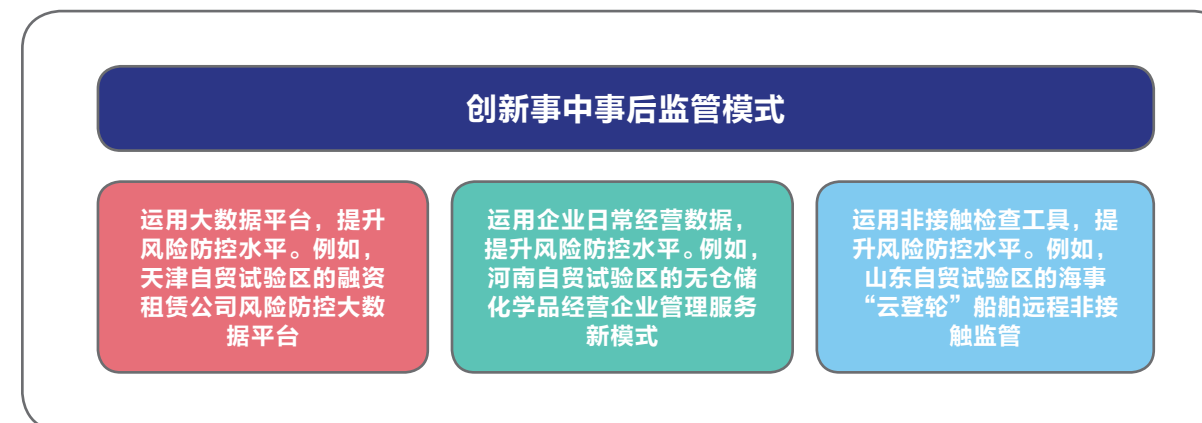 创新事中事后监管模式
运用大数据平台，提升
风险防控水平。例如，
天津自贸试验区的融资
租赁公司风险防控大数
据平台
运用企业日常经营数据，
提升风险防控水平。例如，
河南自贸试验区的无仓储
化学品经营企业管理服务
新模式
运用非接触检查工具，提
升风险防控水平。例如，
山东自贸试验区的海事
“云登轮”船舶远程非接
触监管